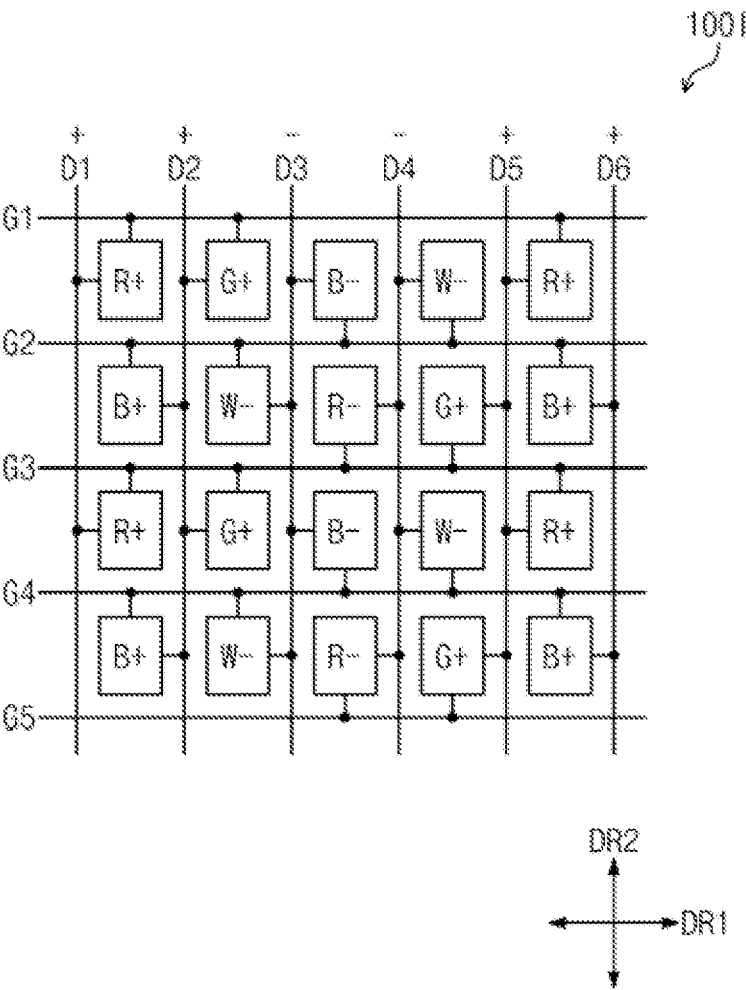 1001
+ + - - + +
D1 D2 D3 D4 D5 D6
G1
R+ G+ B- W- R+
G2
B+ W- R- G+ B+
G3
R+ G+ B- W- R+
G4
B+ W- R- G+ B+
G5
DR2
DR1